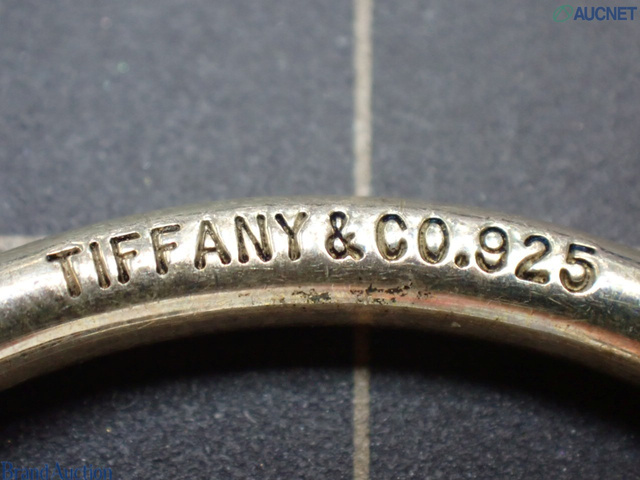 AUCNET
TIFFANY & CO. 925
Brand Auction